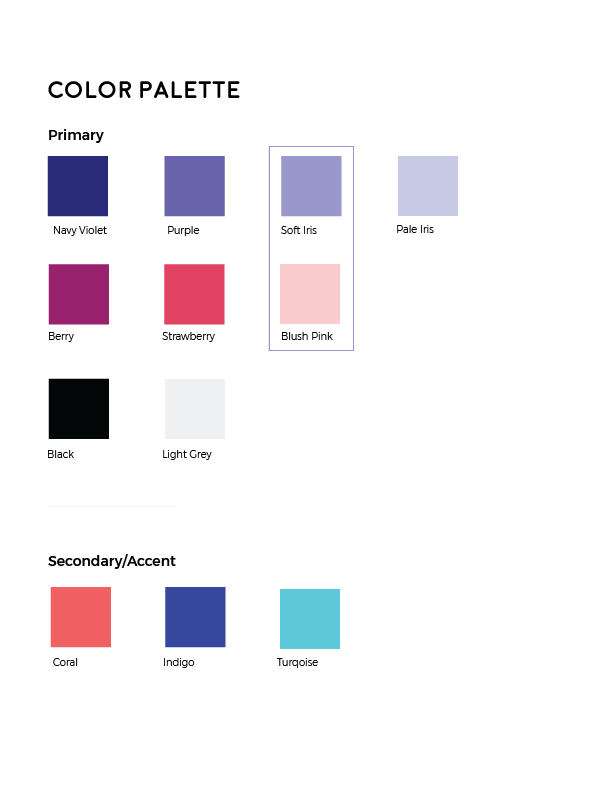 COLOR PALETTE
Primary
Navy Violet
Purple
Soft Iris
Pale Iris
Berry
Strawberry
Blush Pink
Black
Light Grey
Secondary/Accent
Coral
Indigo
Turqoise